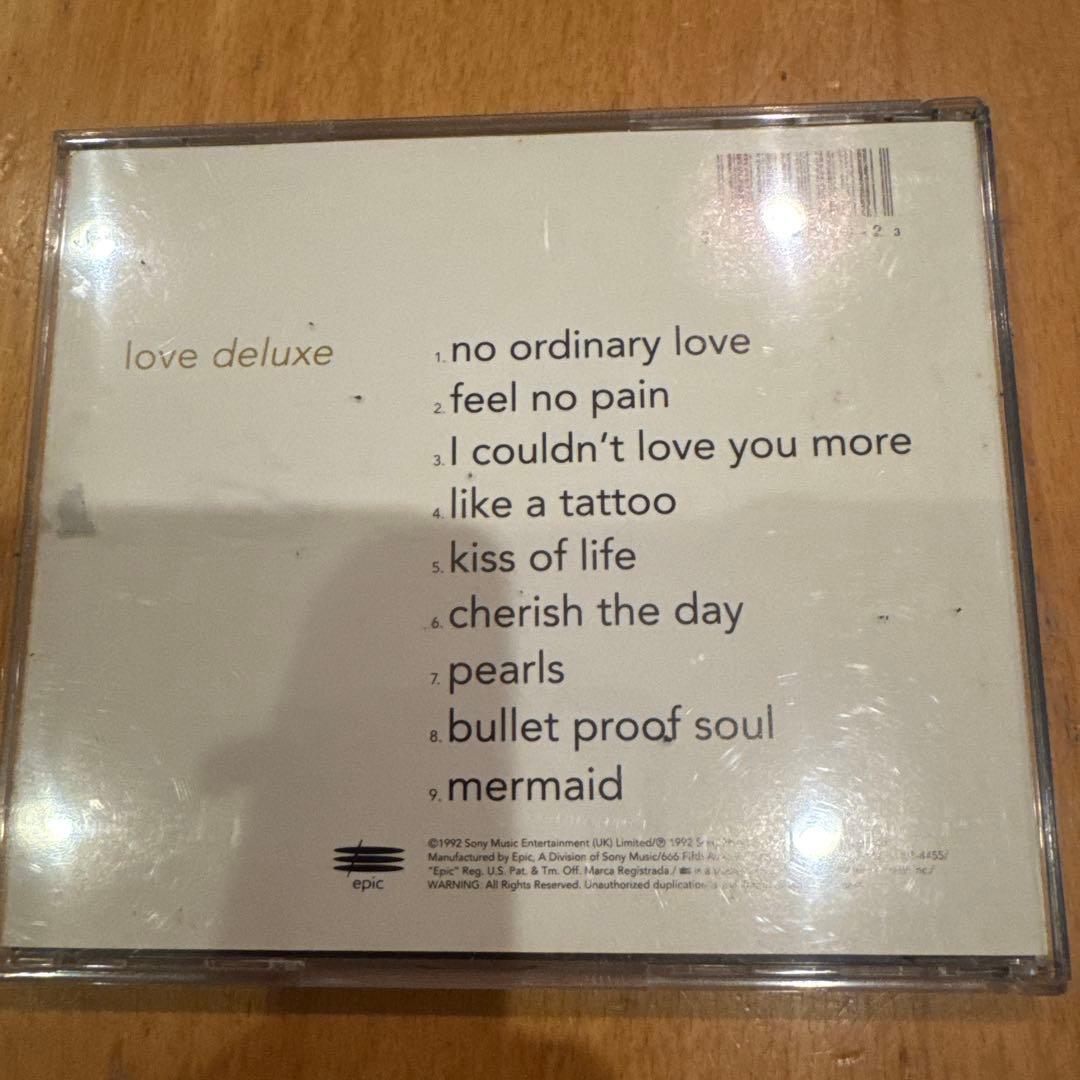 - 2 3
love deluxe
1. no ordinary love
2. feel no pain
3. I couldn't love you more
4. like a tattoo
5. kiss of life
6. cherish the day
7. pearls
8. bullet proof soul
9. mermaid
epic
©1992 Sony Music Entertainment (UK) Limited/℗ 1992
Manufactured by Epic, A Division of Sony Music/666 Fifth -4455/
"Epic" Reg. U.S. Pat. & Tm. Off. Marca Registrada./
WARNING: All Rights Reserved. Unauthorized duplication